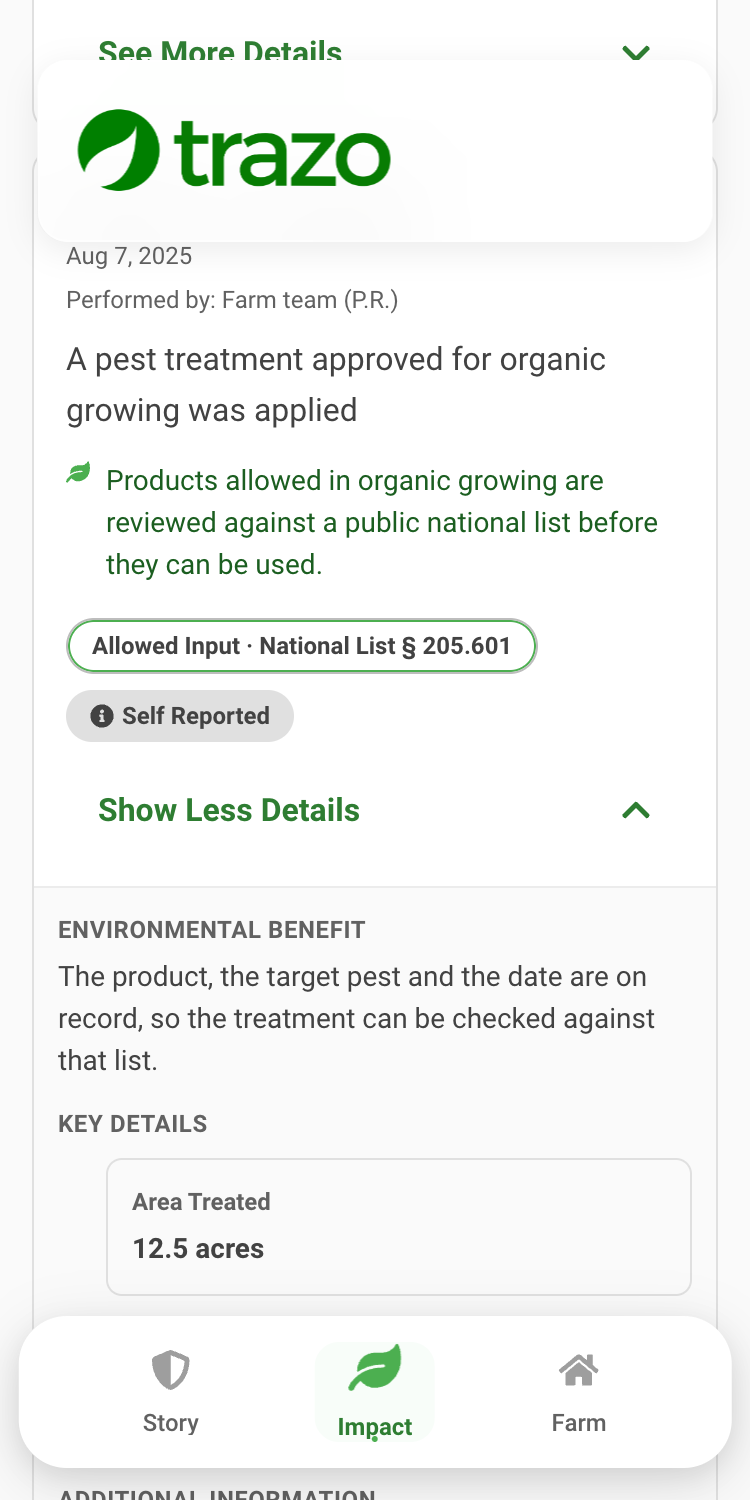 See More Details
trazo
Aug 7, 2025
Performed by: Farm team (P.R.)
A pest treatment approved for organic
growing was applied
Products allowed in organic growing are
reviewed against a public national list before
they can be used.
Allowed Input · National List § 205.601
Self Reported
Show Less Details
ENVIRONMENTAL BENEFIT
The product, the target pest and the date are on
record, so the treatment can be checked against
that list.
KEY DETAILS
Area Treated
12.5 acres
Story
Impact
Farm
ADDITIONAL INFORMATION